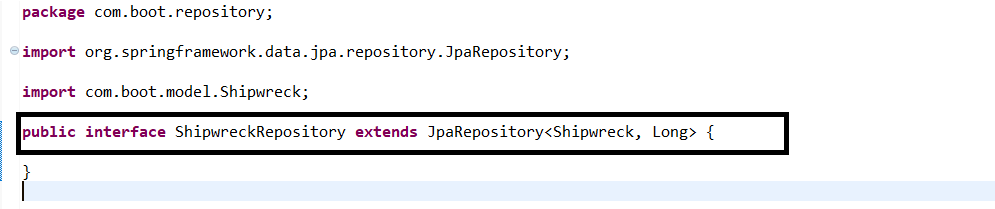 package com.boot.repository;
import org.springframework.data.jpa.repository.JpaRepository;
import com.boot.model.Shipwreck;
public interface ShipwreckRepository extends JpaRepository<Shipwreck, Long> {
}